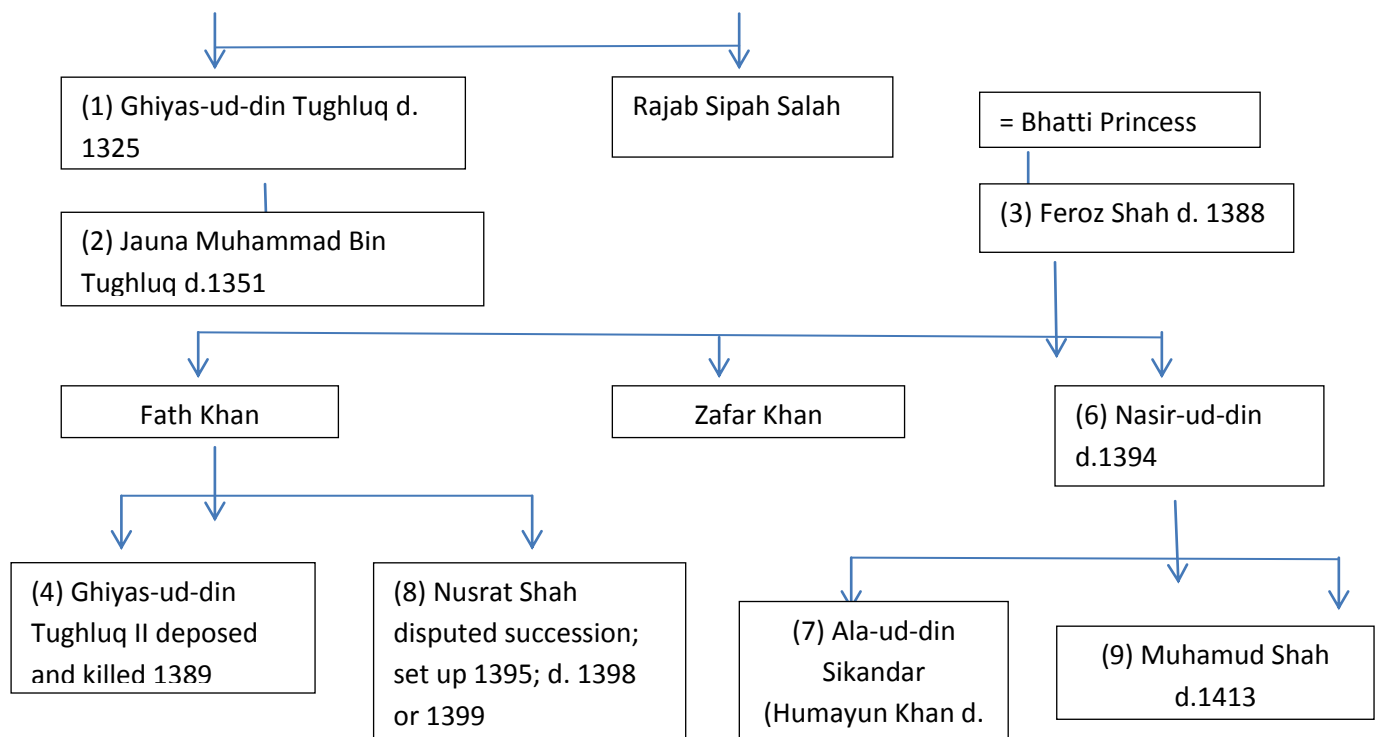 (1) Ghiyas-ud-din Tughluq d.
1325
Rajab Sipah Salah
= Bhatti Princess
(2) Jauna Muhammad Bin
Tughluq d.1351
(3) Feroz Shah d. 1388
Fath Khan
Zafar Khan
(6) Nasir-ud-din
d.1394
(4) Ghiyas-ud-din
Tughluq II deposed
and killed 1389
(8) Nusrat Shah
disputed succession;
set up 1395; d. 1398
or 1399
(7) Ala-ud-din
Sikandar
(Humayun Khan d.
(9) Muhamud Shah
d.1413